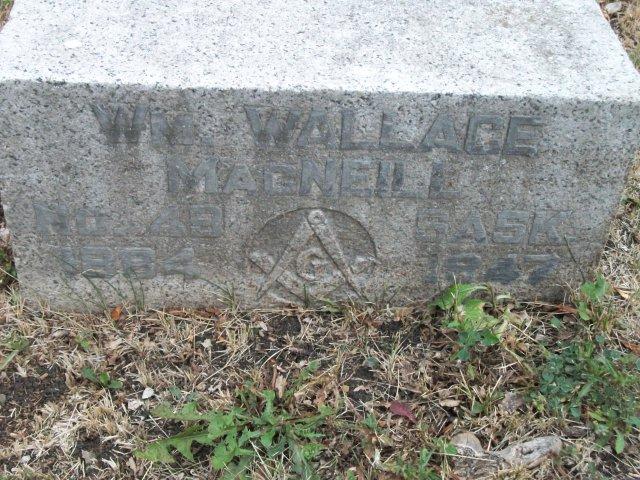 WM. WALLACE
MACNEILL
NO. 49 G SASK.
1884 1947